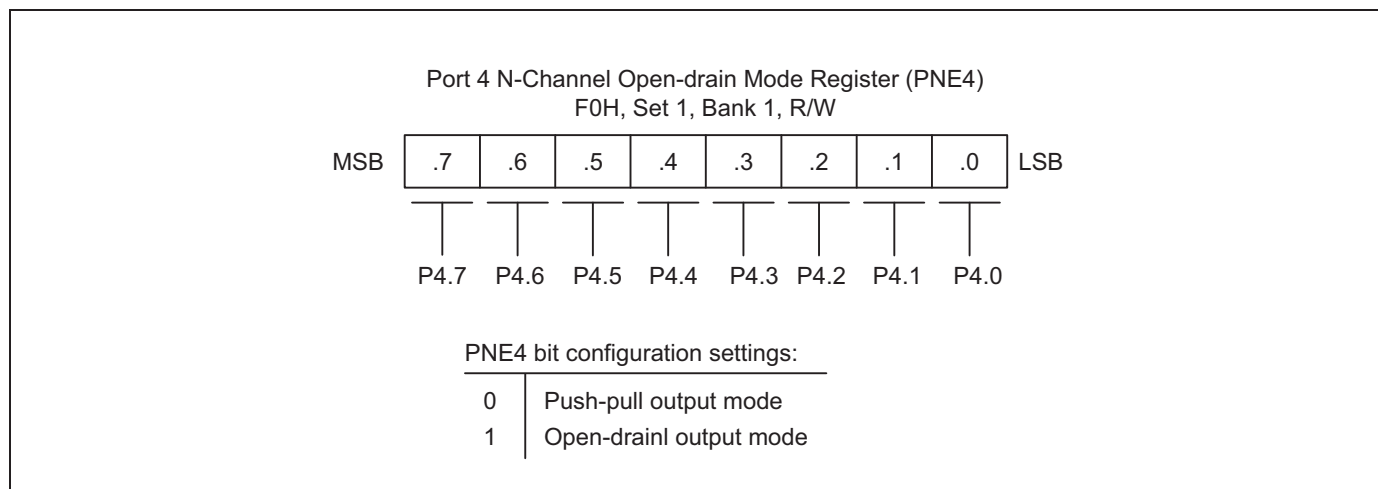 Port 4 N-Channel Open-drain Mode Register (PNE4)
F0H, Set 1, Bank 1, R/W
MSB .7 .6 .5 .4 .3 .2 .1 .0 LSB
P4.7 P4.6 P4.5 P4.4 P4.3 P4.2 P4.1 P4.0
PNE4 bit configuration settings:
0 Push-pull output mode
1 Open-drainl output mode